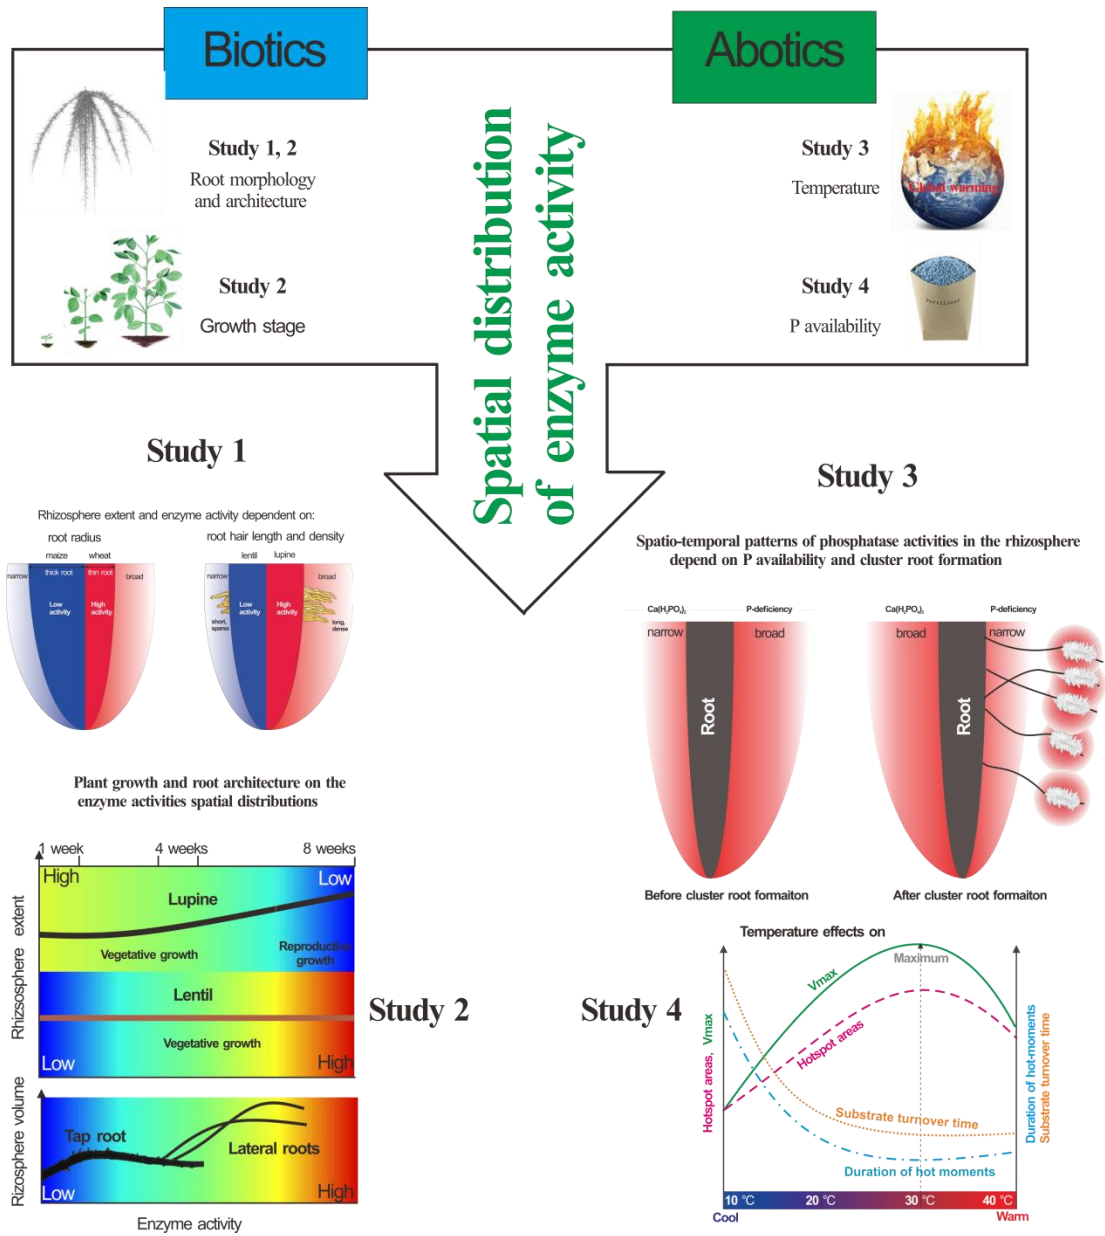 Biotics
Abotics
Study 1, 2
Root morphology
and architecture
Study 2
Growth stage
Spatial distribution
of enzyme activity
Study 3
Temperature
Global warming
Study 4
P availability
Fertilizer
Study 1
Rhizosphere extent and enzyme activity dependent on:
root radius
maize
wheat
narrow
thick root
thin root
broad
Low
activity
High
activity
root hair length and density
lentil
lupine
narrow
broad
Low
activity
High
activity
short,
sparse
long,
dense
Plant growth and root architecture on the
enzyme activities spatial distributions
1 week
4 weeks
8 weeks
High
Low
Lupine
Vegetative growth
Reproductive
growth
Lentil
Vegetative growth
Low
High
Rhizsosphere extent
Study 2
Rizosphere volume
Tap root
Lateral roots
Low
High
Enzyme activity
Study 3
Spatio-temporal patterns of phosphatase activities in the rhizosphere
depend on P availability and cluster root formation
Ca(H₂PO₄)₂
P-deficiency
narrow
broad
Root
Before cluster root formaiton
Ca(H₂PO₄)₂
P-deficiency
broad
narrow
Root
After cluster root formaiton
Study 4
Temperature effects on
Maximum
Vmax
Hotspot areas
Substrate turnover time
Duration of hot moments
Hotspot areas, Vmax
Duration of hot-moments
Substrate turnover time
10 °C
20 °C
30 °C
40 °C
Cool
Warm